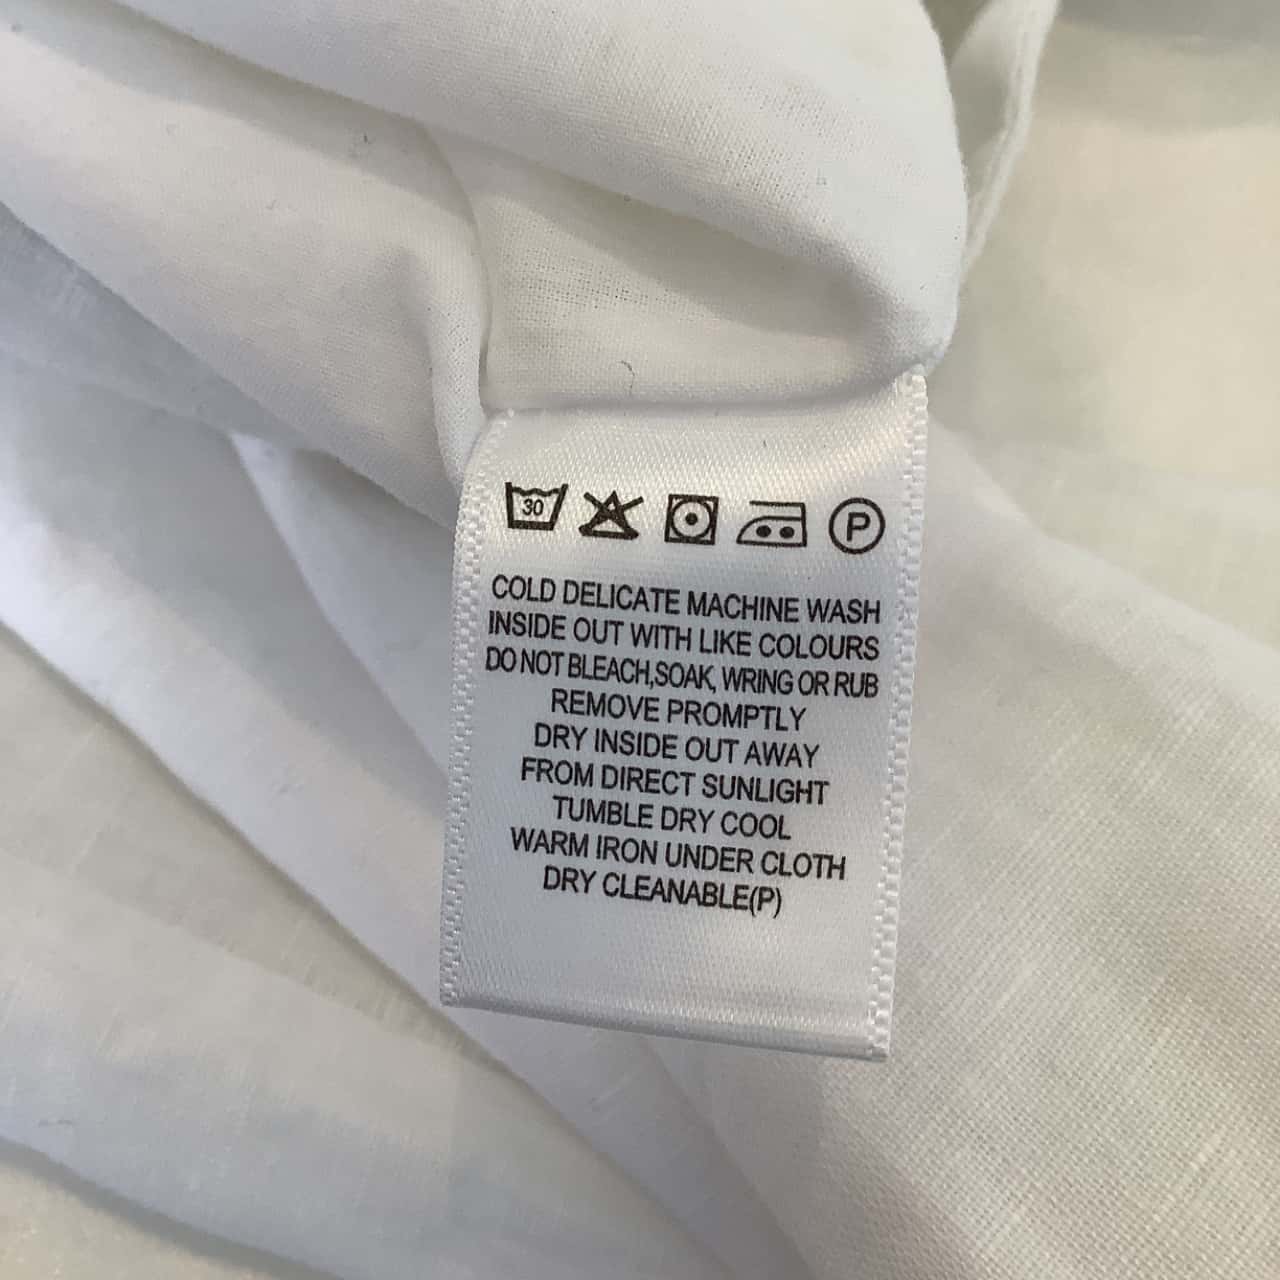 30 P
COLD DELICATE MACHINE WASH
INSIDE OUT WITH LIKE COLOURS
DO NOT BLEACH,SOAK, WRING OR RUB
REMOVE PROMPTLY
DRY INSIDE OUT AWAY
FROM DIRECT SUNLIGHT
TUMBLE DRY COOL
WARM IRON UNDER CLOTH
DRY CLEANABLE(P)